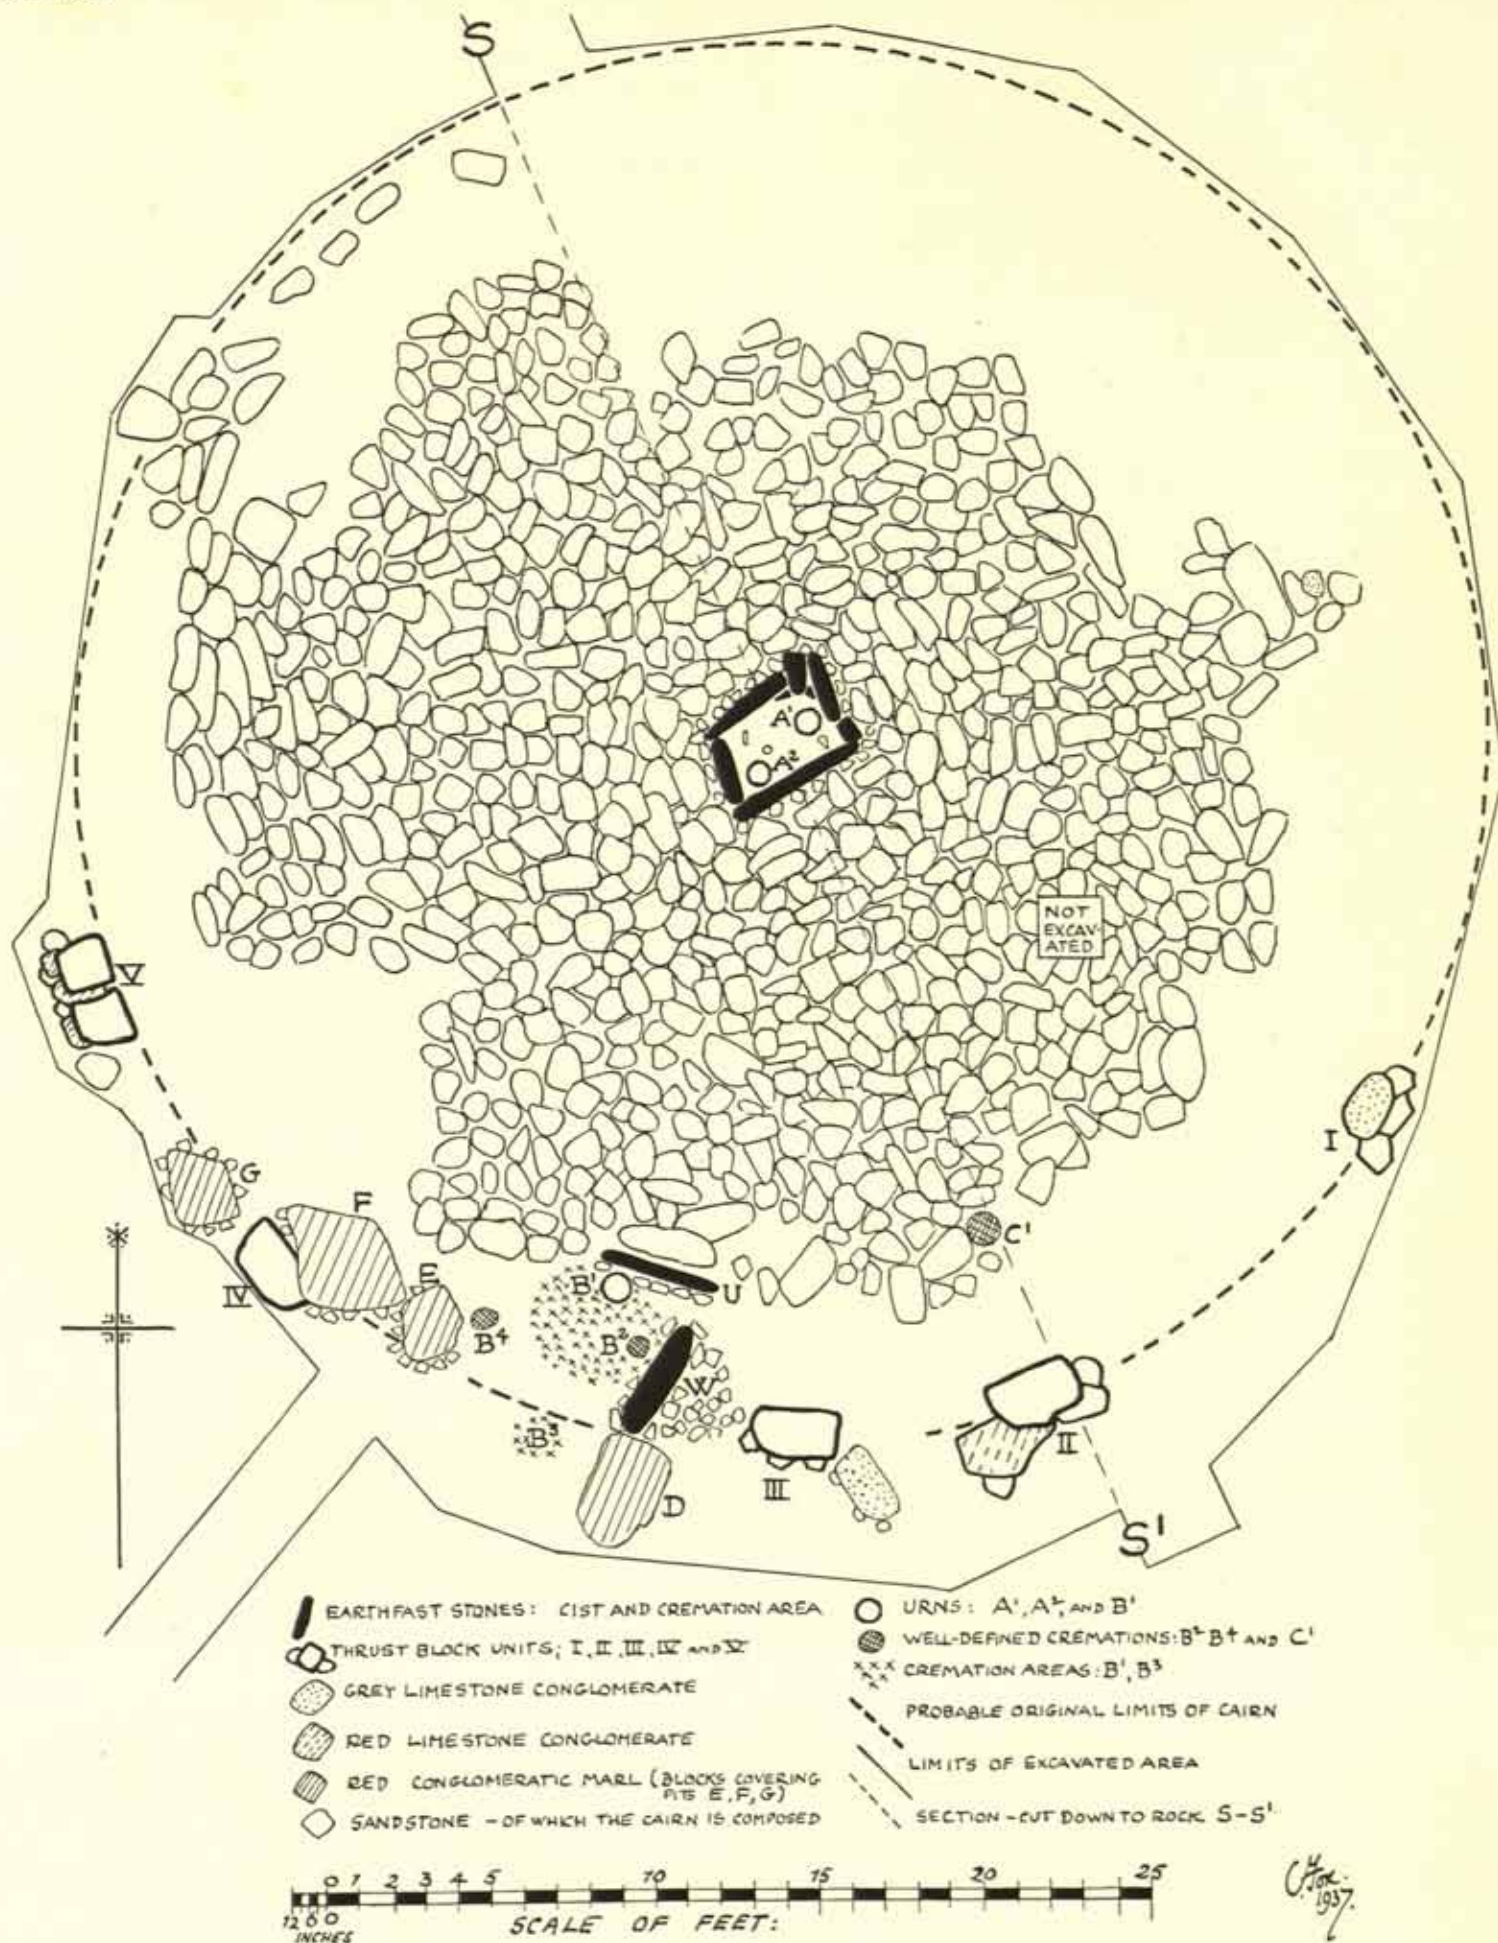 S
A¹
A²
NOT
EXCAV-
ATED
V
I
G
F
C¹
E
IV
B¹
U
B⁴
B²
W
B³
II
III
D
S¹
EARTHFAST STONES: CIST AND CREMATION AREA
THRUST BLOCK UNITS; I, II, III, IV AND V
GREY LIMESTONE CONGLOMERATE
RED LIMESTONE CONGLOMERATE
RED CONGLOMERATIC MARL (BLOCKS COVERING
PITS E, F, G)
SANDSTONE - OF WHICH THE CAIRN IS COMPOSED
URNS: A¹, A², AND B¹
WELL-DEFINED CREMATIONS: B² B⁴ AND C¹
CREMATION AREAS: B¹, B³
PROBABLE ORIGINAL LIMITS OF CAIRN
LIMITS OF EXCAVATED AREA
SECTION - CUT DOWN TO ROCK S-S¹
0 1 2 3 4 5 10 15 20 25
12 6 0
INCHES
SCALE OF FEET:
C. Fox.
1937.